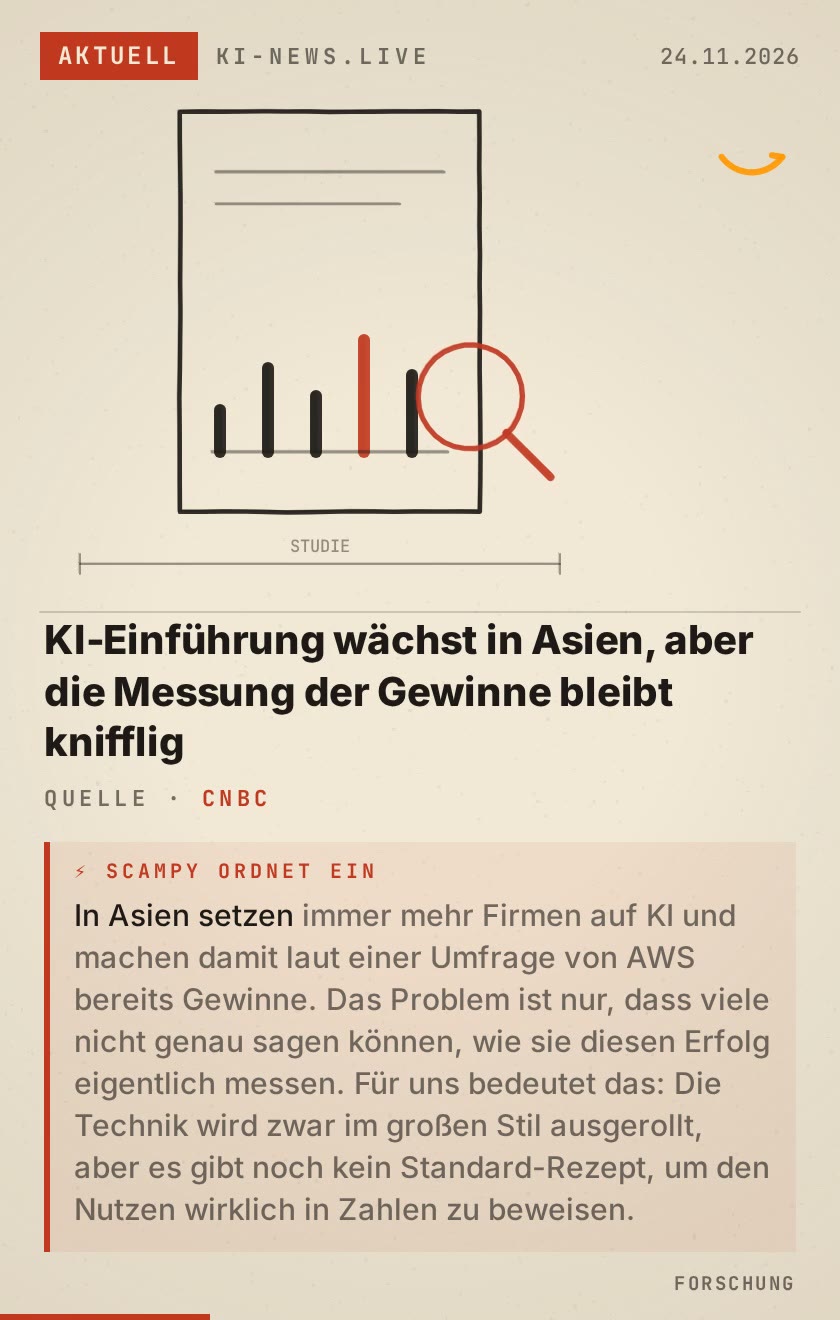 AKTUELL KI-NEWS.LIVE 24.11.2026
STUDIE
KI-Einführung wächst in Asien, aber
die Messung der Gewinne bleibt
knifflig
QUELLE · CNBC
⚡ SCAMPY ORDNET EIN
In Asien setzen immer mehr Firmen auf KI und
machen damit laut einer Umfrage von AWS
bereits Gewinne. Das Problem ist nur, dass viele
nicht genau sagen können, wie sie diesen Erfolg
eigentlich messen. Für uns bedeutet das: Die
Technik wird zwar im großen Stil ausgerollt,
aber es gibt noch kein Standard-Rezept, um den
Nutzen wirklich in Zahlen zu beweisen.
FORSCHUNG